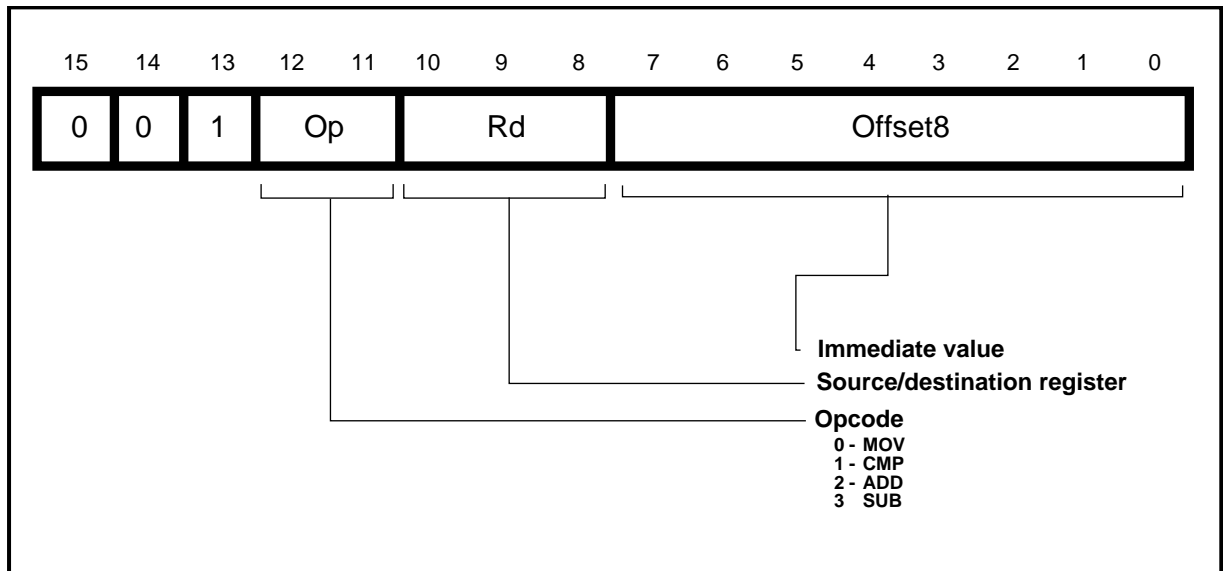 15 14 13 12 11 10 9 8 7 6 5 4 3 2 1 0
0 0 1 Op Rd Offset8
Immediate value
Source/destination register
Opcode
0 - MOV
1 - CMP
2 - ADD
3 SUB